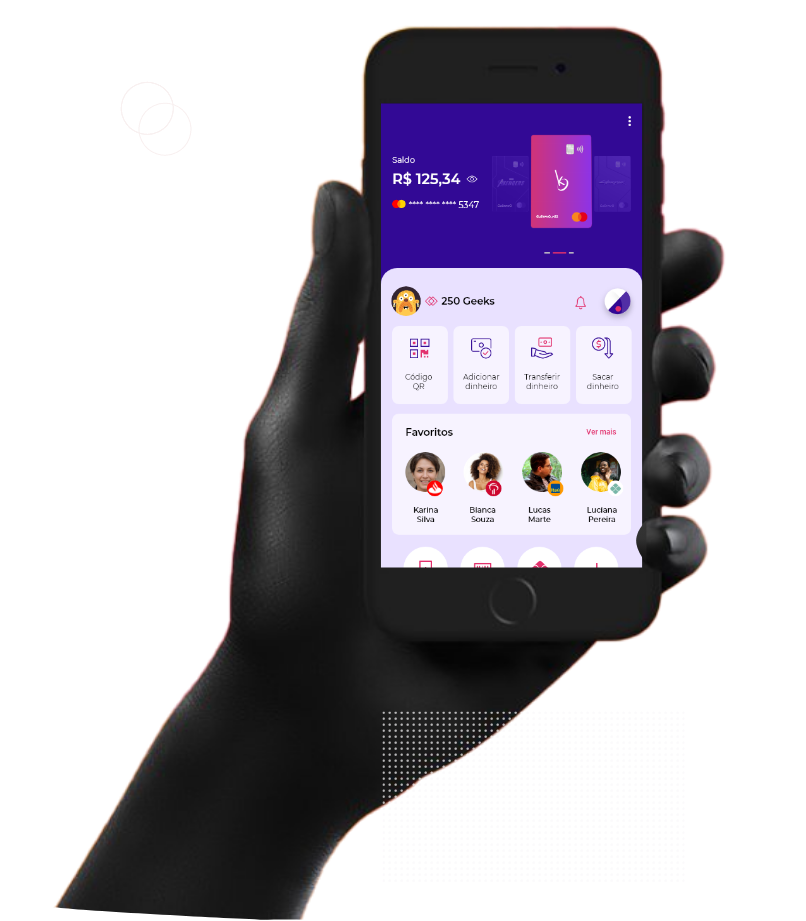 Saldo
R$ 125,34
**** **** **** 5347
250 Geeks
Código
QR
Adicionar
dinheiro
Transferir
dinheiro
Sacar
dinheiro
Favoritos
Ver mais
Karina
Silva
Bianca
Souza
Lucas
Marte
Luciana
Pereira